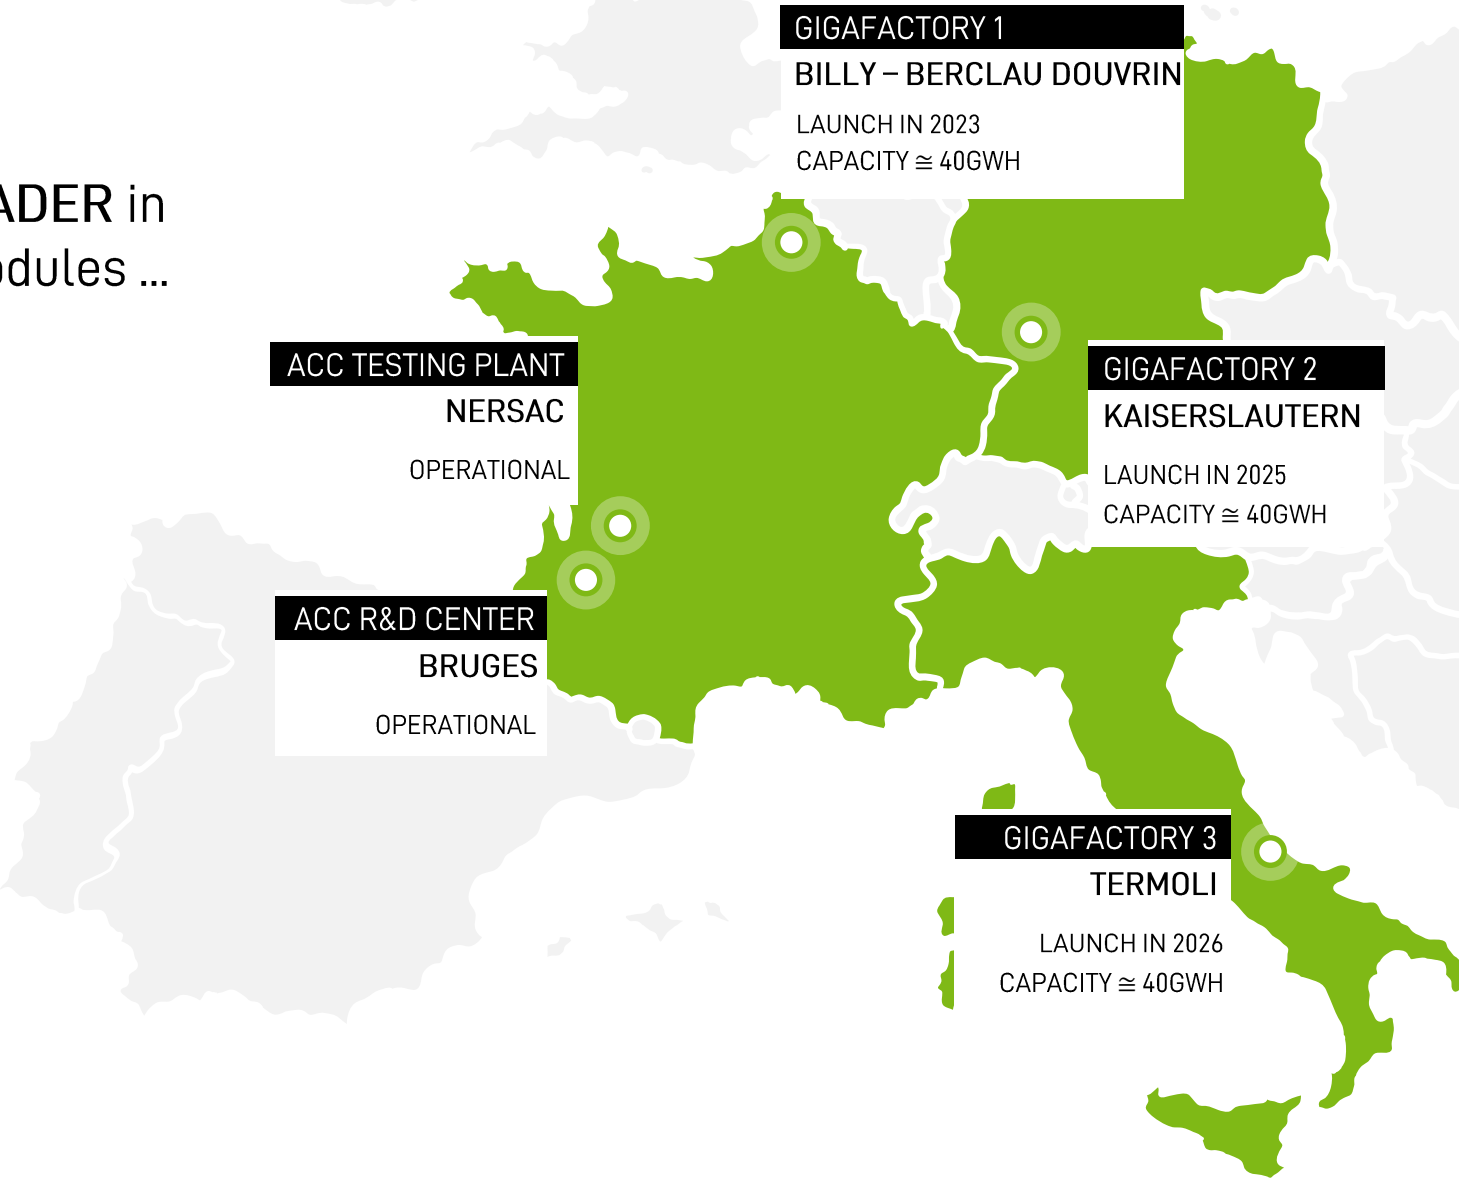 GIGAFACTORY 1
BILLY – BERCLAU DOUVRIN
LAUNCH IN 2023
CAPACITY ≅ 40GWH
ADER in
odules ...
ACC TESTING PLANT
NERSAC
OPERATIONAL
GIGAFACTORY 2
KAISERSLAUTERN
LAUNCH IN 2025
CAPACITY ≅ 40GWH
ACC R&D CENTER
BRUGES
OPERATIONAL
GIGAFACTORY 3
TERMOLI
LAUNCH IN 2026
CAPACITY ≅ 40GWH